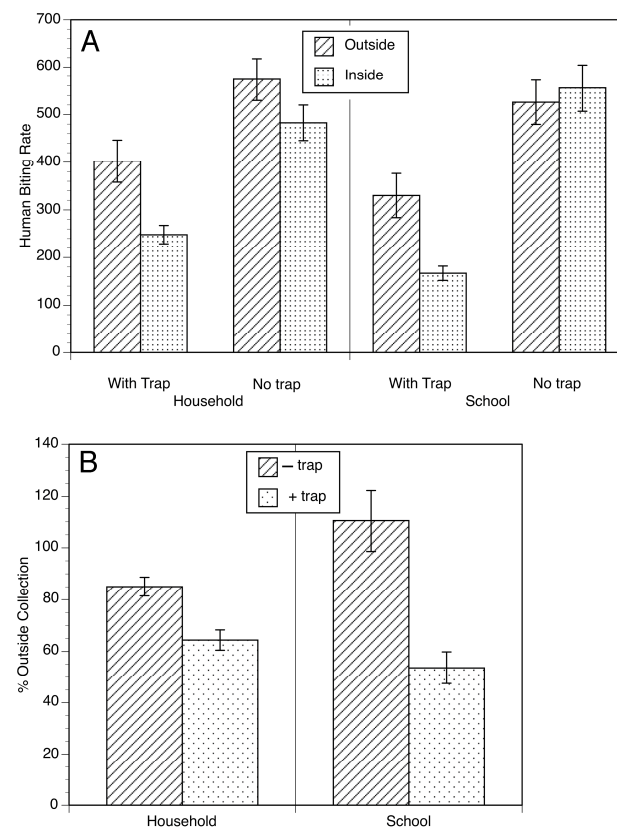 A
Human Biting Rate
700
600
500
400
300
200
100
0
Outside
Inside
With Trap No trap With Trap No trap
Household School
B
% Outside Collection
140
120
100
80
60
40
20
0
– trap
+ trap
Household School